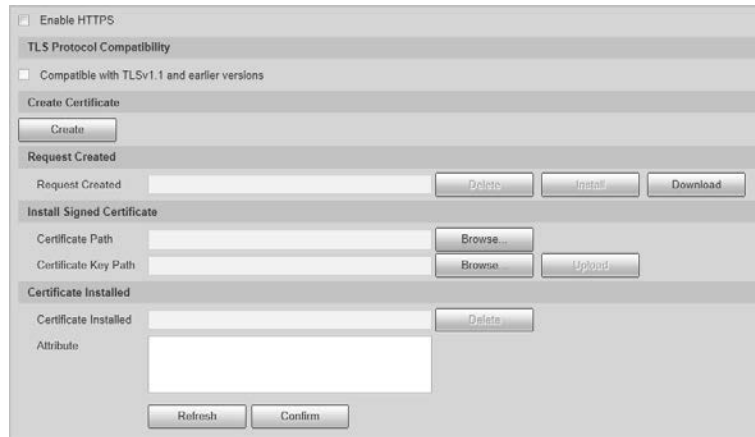 Enable HTTPS
TLS Protocol Compatibility
Compatible with TLSv1.1 and earlier versions
Create Certificate
Create
Request Created
Request Created Delete Install Download
Install Signed Certificate
Certificate Path Browse...
Certificate Key Path Browse... Upload
Certificate Installed
Certificate Installed Delete
Attribute
Refresh Confirm